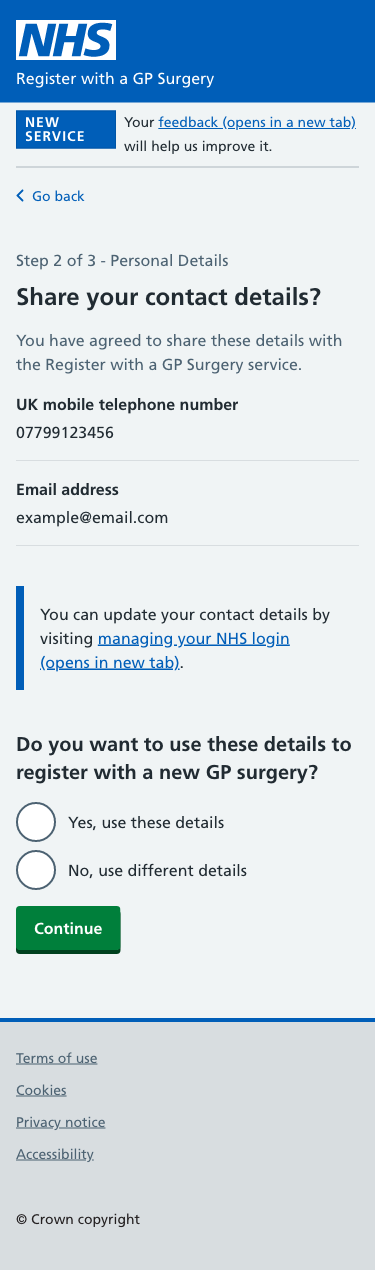 NHS
Register with a GP Surgery
NEW
SERVICE
Your feedback (opens in a new tab)
will help us improve it.
Go back
Step 2 of 3 - Personal Details
Share your contact details?
You have agreed to share these details with
the Register with a GP Surgery service.
UK mobile telephone number
07799123456
Email address
example@email.com
You can update your contact details by
visiting managing your NHS login
(opens in new tab).
Do you want to use these details to
register with a new GP surgery?
Yes, use these details
No, use different details
Continue
Terms of use
Cookies
Privacy notice
Accessibility
© Crown copyright